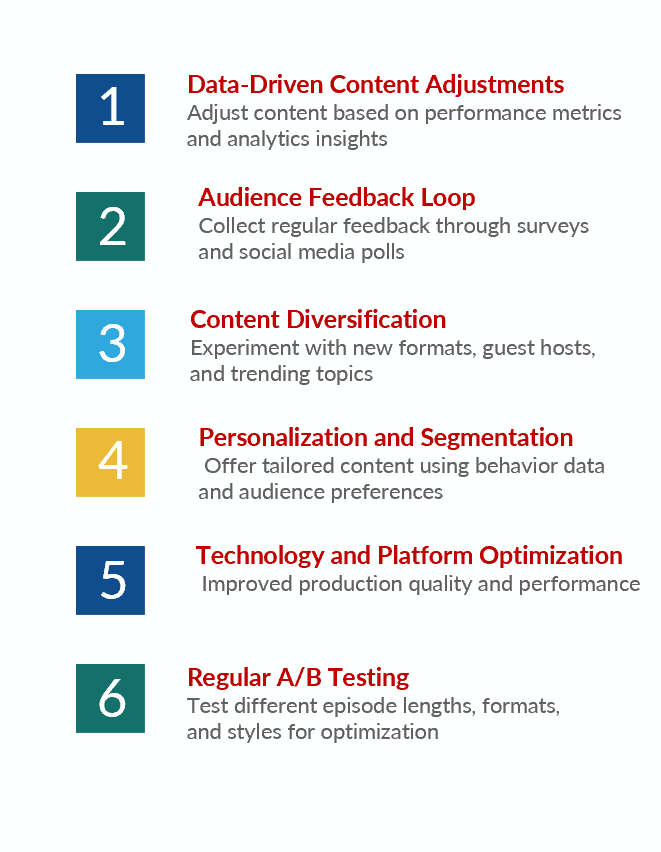 1
Data-Driven Content Adjustments
Adjust content based on performance metrics
and analytics insights
2
Audience Feedback Loop
Collect regular feedback through surveys
and social media polls
3
Content Diversification
Experiment with new formats, guest hosts,
and trending topics
4
Personalization and Segmentation
Offer tailored content using behavior data
and audience preferences
5
Technology and Platform Optimization
Improved production quality and performance
6
Regular A/B Testing
Test different episode lengths, formats,
and styles for optimization